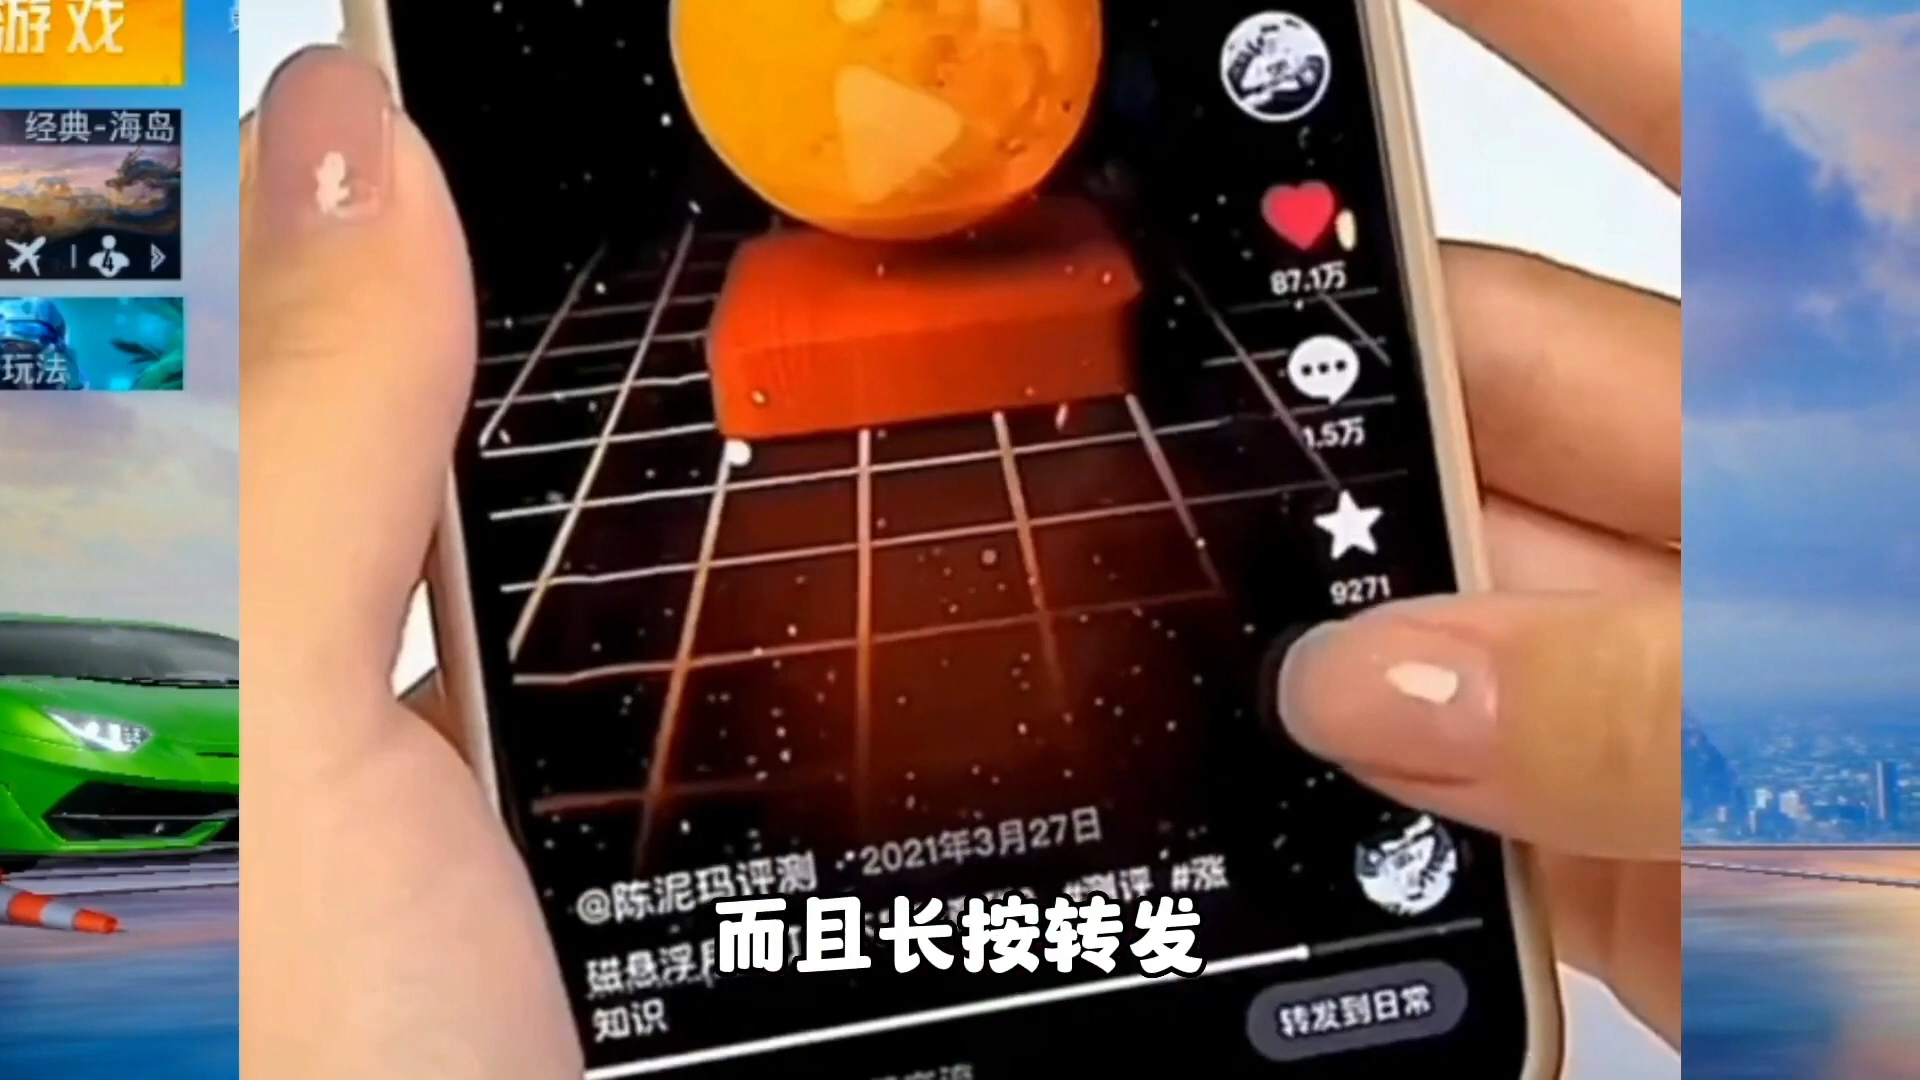 游戏
经典-海岛
4
玩法
87.1万
1.5万
9271
@陈泥玛评测 · 2021年3月27日
#测评 #涨
磁悬浮月
知识
而且长按转发
转发到日常